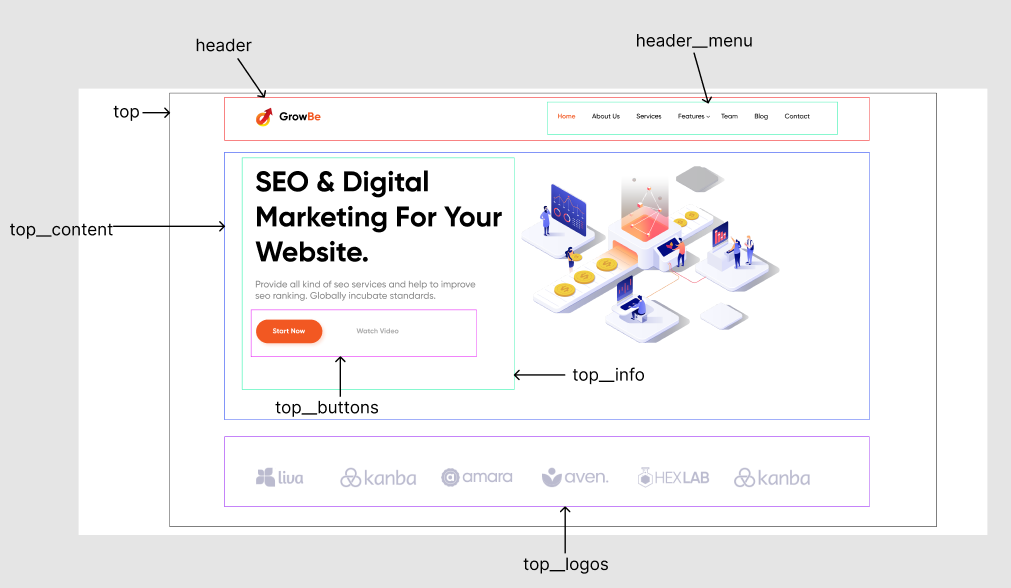 header
header__menu
top
GrowBe
Home About Us Services Features Team Blog Contact
SEO & Digital
Marketing For Your
Website.
top__content
Provide all kind of seo services and help to improve
seo ranking. Globally incubate standards.
Start Now Watch Video
top__info
top__buttons
liva kanba amara aven. HEXLAB kanba
top__logos